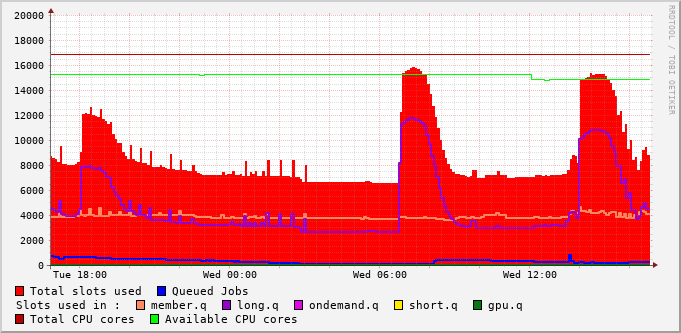 20000
18000
16000
14000
12000
10000
8000
6000
4000
2000
0
Tue 18:00 Wed 00:00 Wed 06:00 Wed 12:00
RRDTOOL / TOBI OETIKER
Total slots used Queued Jobs
Slots used in : member.q long.q ondemand.q short.q gpu.q
Total CPU cores Available CPU cores